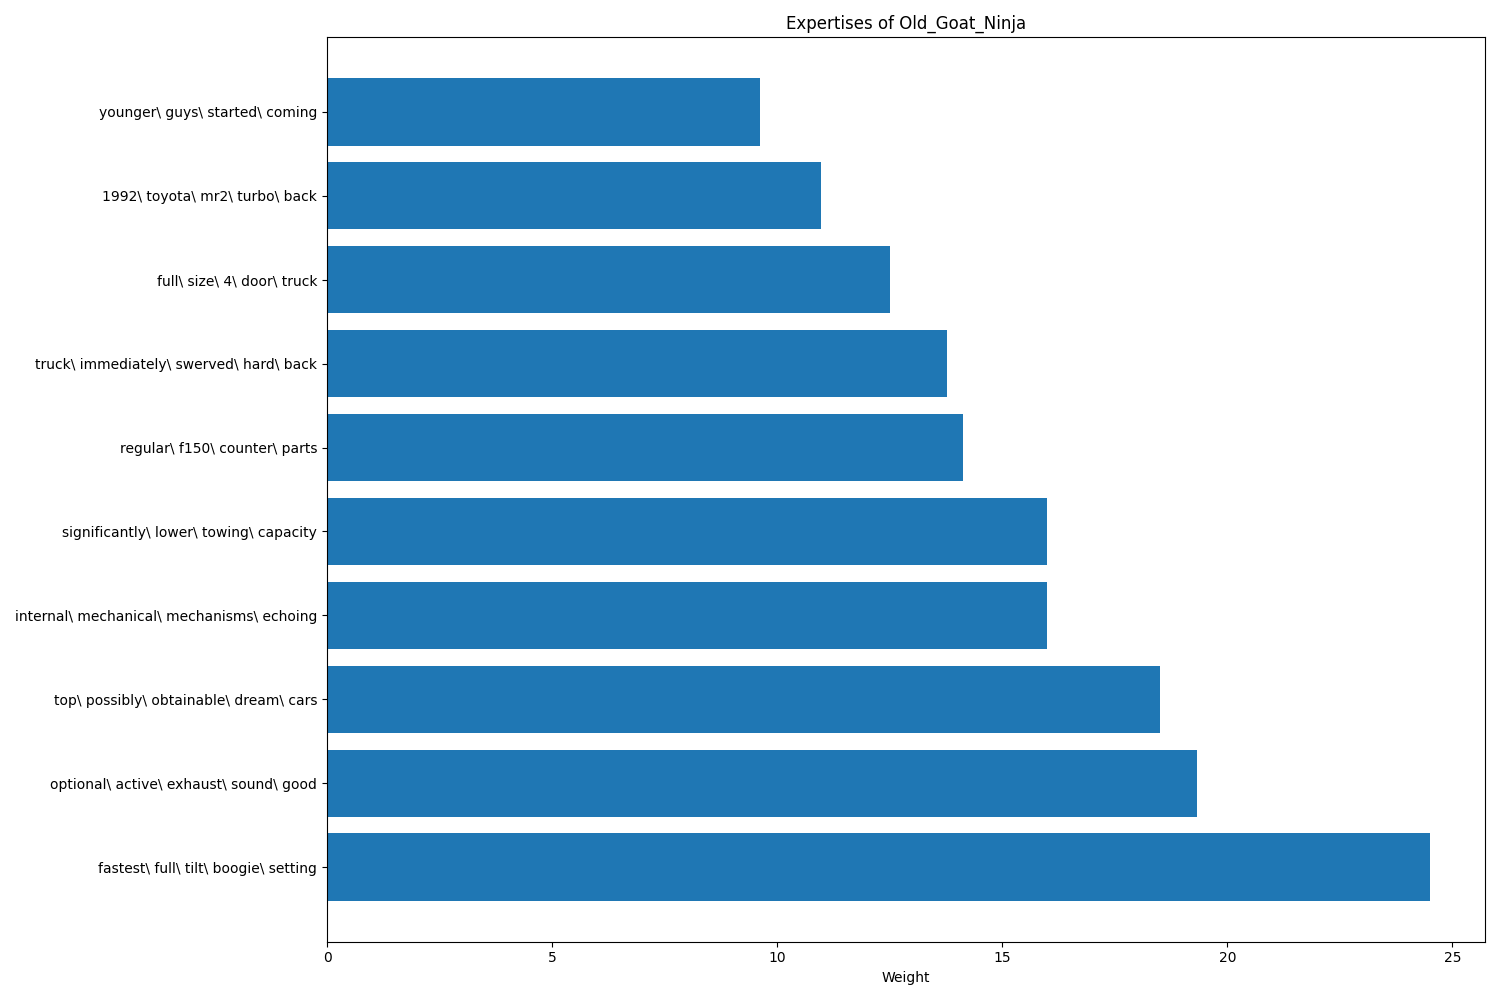 Expertises of Old_Goat_Ninja
younger\ guys\ started\ coming
1992\ toyota\ mr2\ turbo\ back
full\ size\ 4\ door\ truck
truck\ immediately\ swerved\ hard\ back
regular\ f150\ counter\ parts
significantly\ lower\ towing\ capacity
internal\ mechanical\ mechanisms\ echoing
top\ possibly\ obtainable\ dream\ cars
optional\ active\ exhaust\ sound\ good
fastest\ full\ tilt\ boogie\ setting
0 5 10 15 20 25
Weight